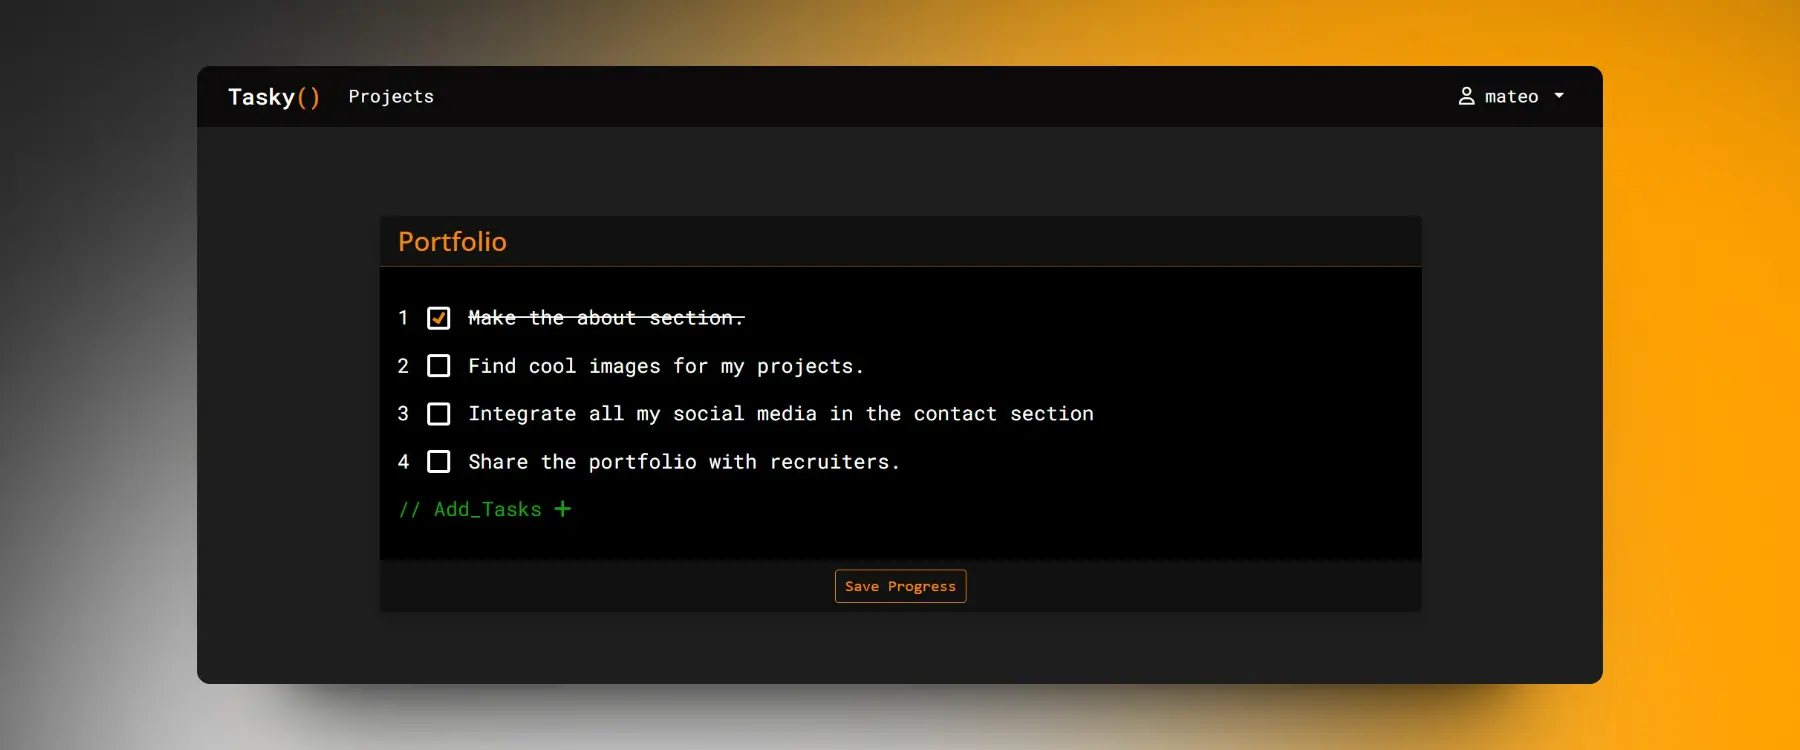 Tasky() Projects mateo
Portfolio
1 Make the about section.
2 Find cool images for my projects.
3 Integrate all my social media in the contact section
4 Share the portfolio with recruiters.
// Add_Tasks +
Save Progress